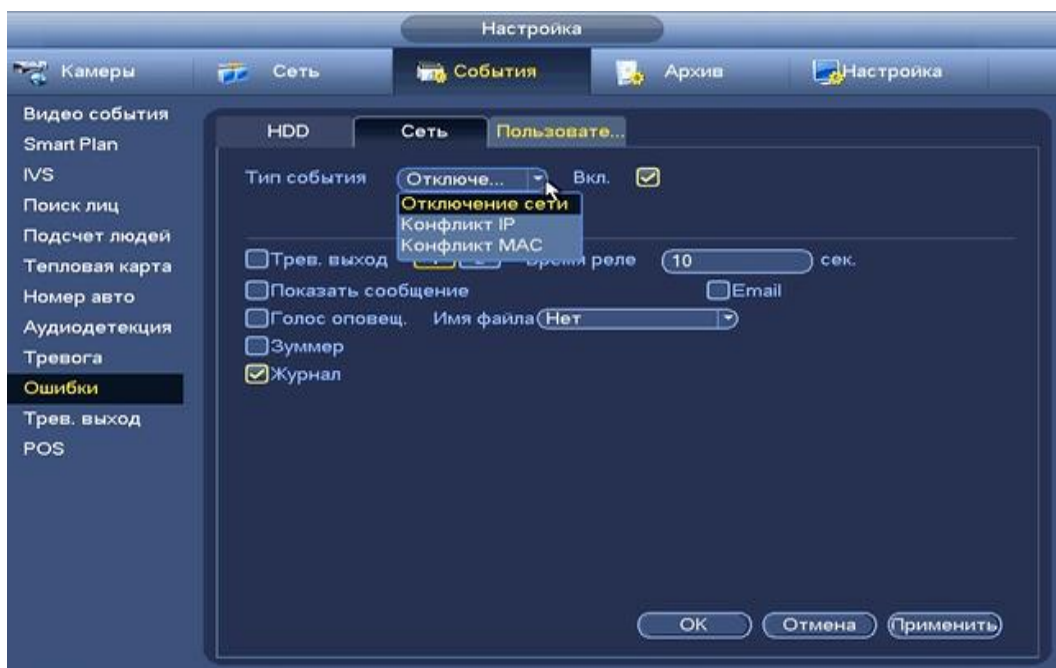 Настройка
Камеры Сеть События Архив Настройка
Видео события
Smart Plan
IVS
Поиск лиц
Подсчет людей
Тепловая карта
Номер авто
Аудиодетекция
Тревога
Ошибки
Трев. выход
POS
HDD Сеть Пользовате...
Тип события Отключе... Вкл.
Отключение сети
Конфликт IP
Конфликт MAC
Трев. выход реле 10 сек.
Показать сообщение Email
Голос оповещ. Имя файла Нет
Зуммер
Журнал
OK Отмена Применить